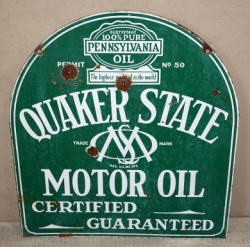 Guaranteed
100% PURE
PENNSYLVANIA
OIL
PERMIT Nº 50
The highest in the world
QUAKER STATE
TRADE MARK
MOTOR OIL
CERTIFIED
GUARANTEED